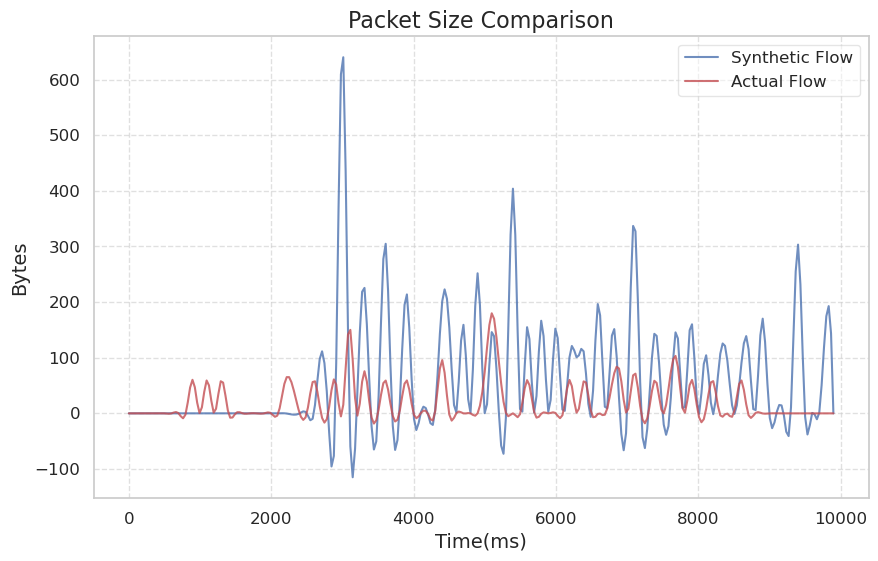 Packet Size Comparison
Synthetic Flow
Actual Flow
Bytes
600
500
400
300
200
100
0
−100
0 2000 4000 6000 8000 10000
Time(ms)